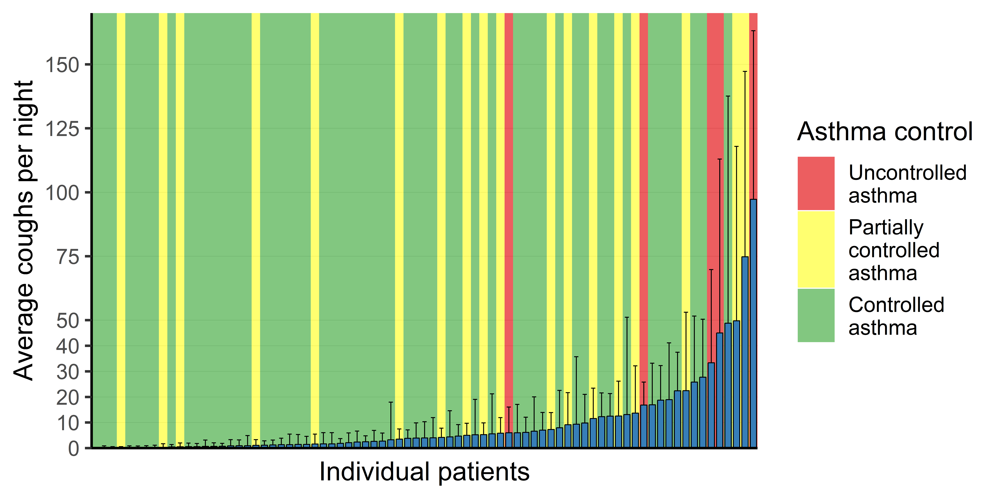 Average coughs per night
150
125
100
75
50
40
30
20
10
0
Individual patients
Asthma control
Uncontrolled
asthma
Partially
controlled
asthma
Controlled
asthma